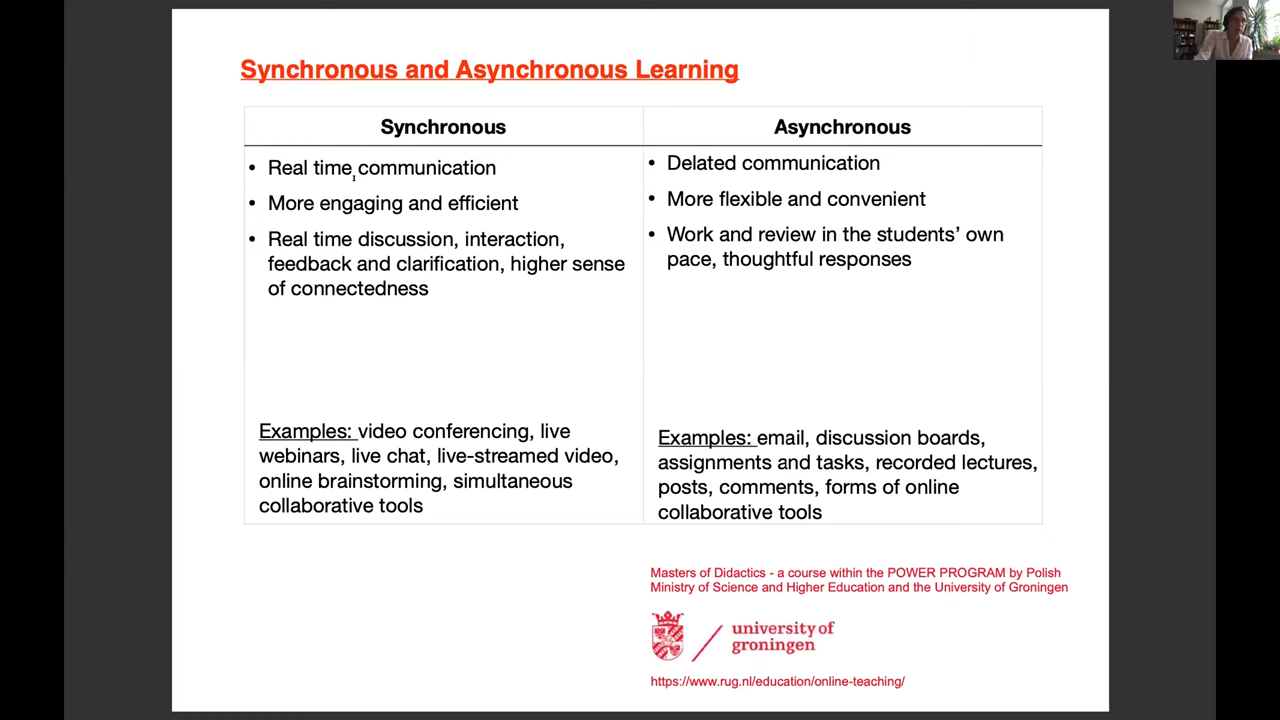 Synchronous and Asynchronous Learning
Synchronous
• Real time communication
• More engaging and efficient
• Real time discussion, interaction,
feedback and clarification, higher sense
of connectedness
Examples: video conferencing, live
webinars, live chat, live-streamed video,
online brainstorming, simultaneous
collaborative tools
Asynchronous
• Delated communication
• More flexible and convenient
• Work and review in the students’ own
pace, thoughtful responses
Examples: email, discussion boards,
assignments and tasks, recorded lectures,
posts, comments, forms of online
collaborative tools
Masters of Didactics - a course within the POWER PROGRAM by Polish
Ministry of Science and Higher Education and the University of Groningen
university of
groningen
https://www.rug.nl/education/online-teaching/